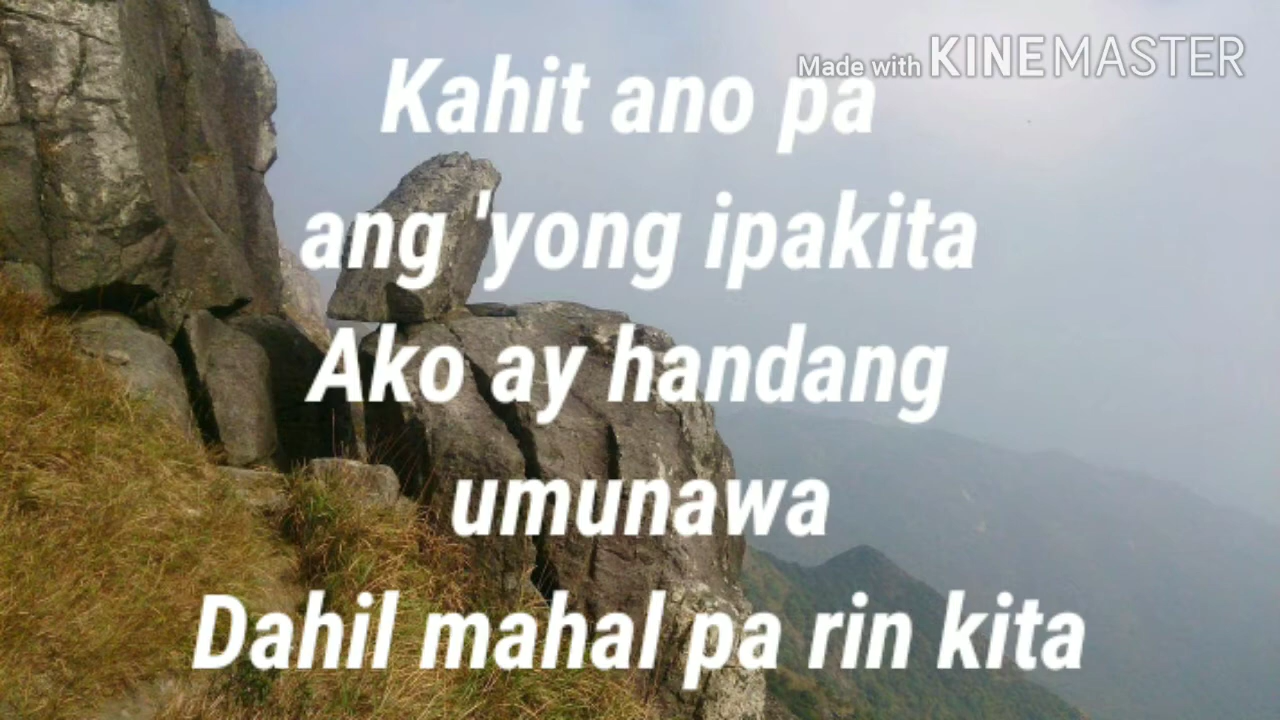 Made with KINEMASTER
Kahit ano pa
ang 'yong ipakita
Ako ay handang
umunawa
Dahil mahal pa rin kita